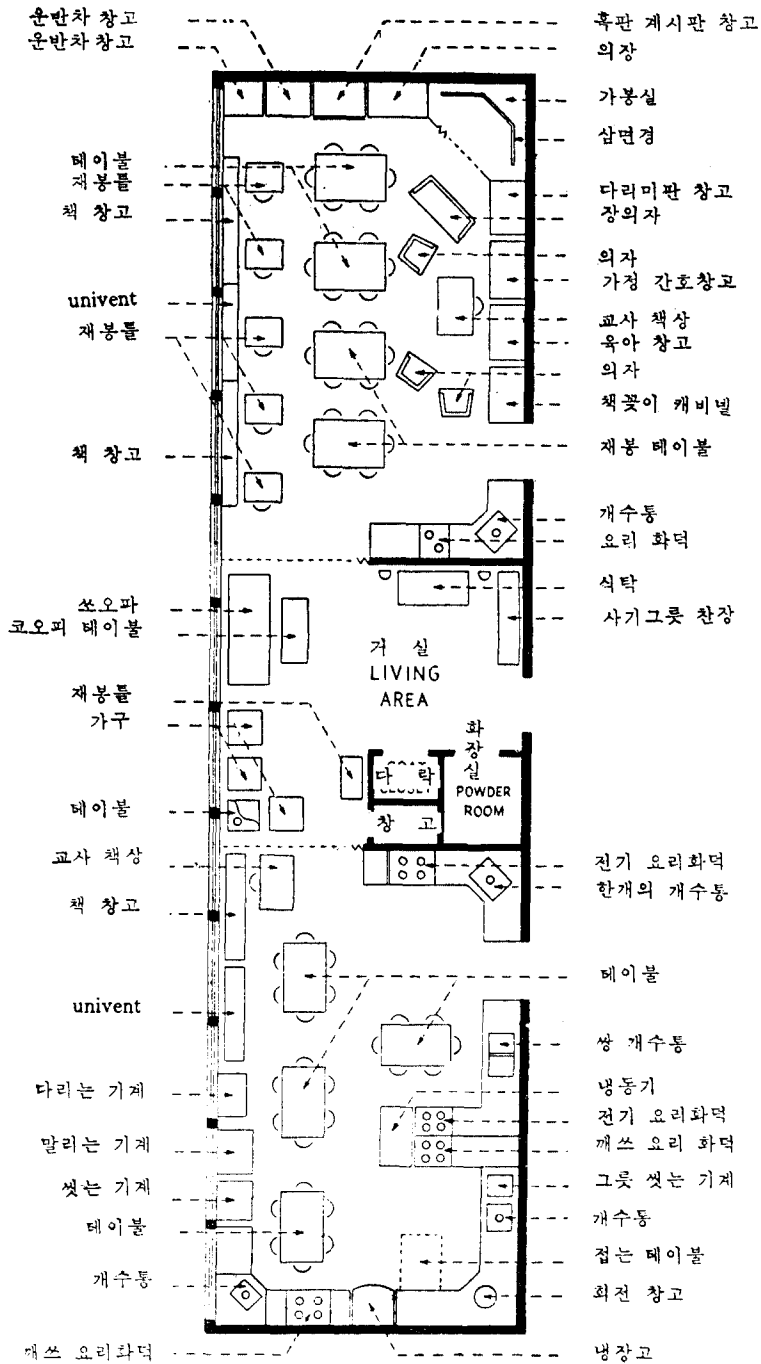 운반차 창고
운반차 창고
테이불
재봉틀
책 창고
univent
재봉틀
책 창고
쏘오파
코오피 테이불
재봉틀
가구
테이불
교사 책상
책 창고
univent
다리는 기계
말리는 기계
씻는 기계
테이불
개수통
깨쓰 요리화덕
거 실
LIVING
AREA
화장실
POWDER
ROOM
다 락
CLOSET
창 고
흑판 게시판 창고
의장
가봉실
삼면경
다리미판 창고
장의자
의자
가정 간호창고
교사 책상
육아 창고
의자
책꽂이 캐비넽
재봉 테이불
개수통
요리 화덕
식탁
사기그릇 찬장
전기 요리화덕
한개의 개수통
테이불
쌍 개수통
냉동기
전기 요리화덕
깨쓰 요리 화덕
그릇 씻는 기계
개수통
접는 테이불
회전 창고
냉장고